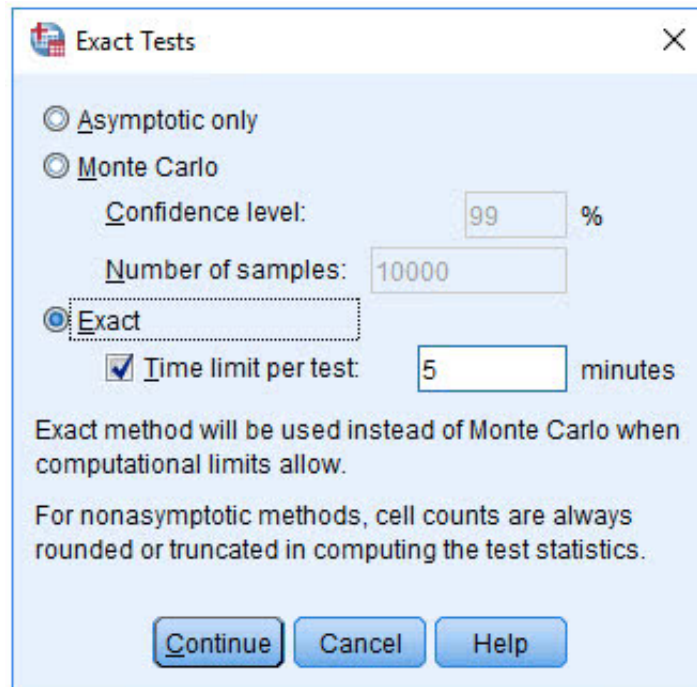 Exact Tests
Asymptotic only
Monte Carlo
Confidence level: 99 %
Number of samples: 10000
Exact
Time limit per test: 5 minutes
Exact method will be used instead of Monte Carlo when
computational limits allow.
For nonasymptotic methods, cell counts are always
rounded or truncated in computing the test statistics.
Continue Cancel Help